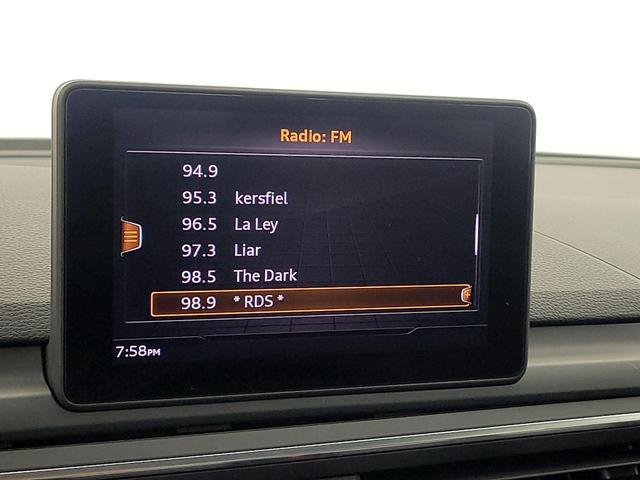 Radio: FM
94.9
95.3 kersfiel
96.5 La Ley
97.3 Liar
98.5 The Dark
98.9 * RDS *
7:58PM